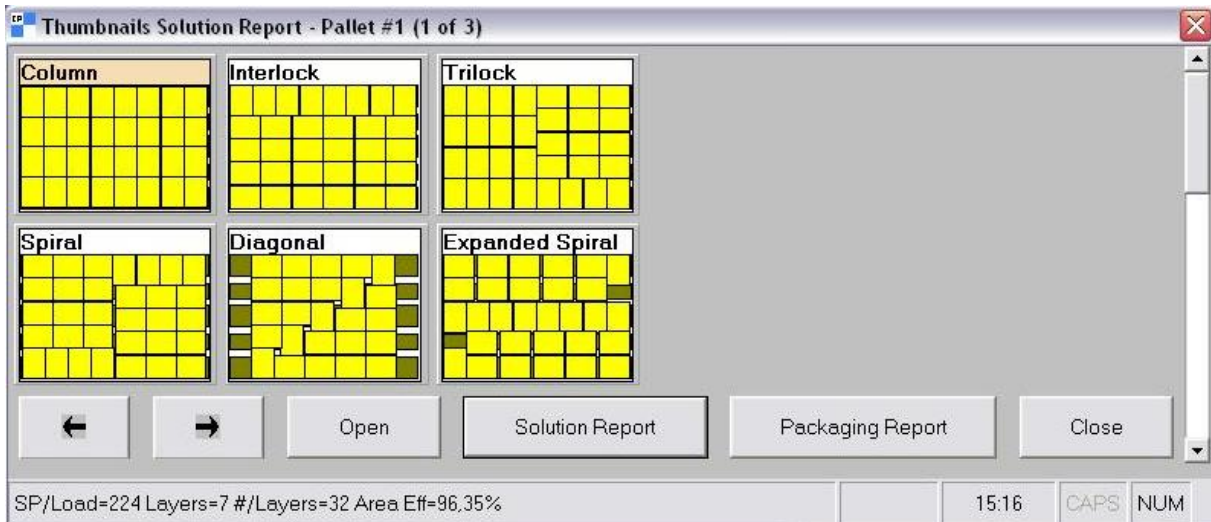 Thumbnails Solution Report - Pallet #1 (1 of 3)
Column
Interlock
Trilock
Spiral
Diagonal
Expanded Spiral
Open
Solution Report
Packaging Report
Close
SP/Load=224 Layers=7 #/Layers=32 Area Eff=96,35%
15:16
CAPS
NUM